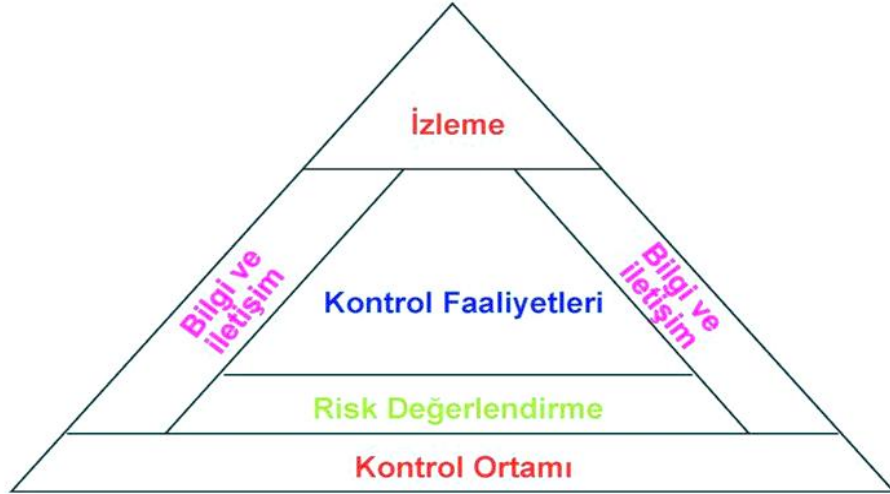 İzleme
Bilgi ve
iletişim
Bilgi ve
iletişim
Kontrol Faaliyetleri
Risk Değerlendirme
Kontrol Ortamı